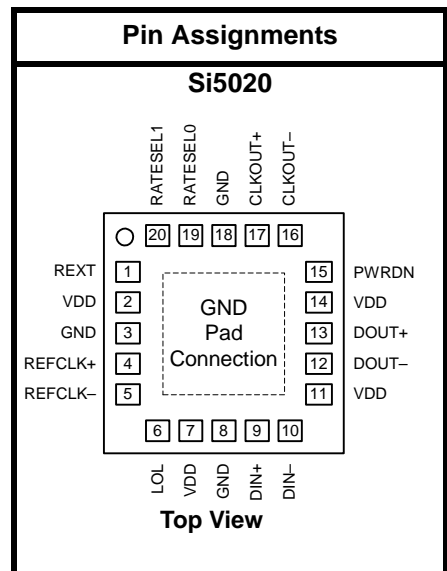 Pin Assignments
Si5020
RATESEL1
RATESEL0
GND
CLKOUT+
CLKOUT–
20 19 18 17 16
REXT 1
VDD 2
GND 3
REFCLK+ 4
REFCLK– 5
GND
Pad
Connection
15 PWRDN
14 VDD
13 DOUT+
12 DOUT–
11 VDD
6 7 8 9 10
LOL
VDD
GND
DIN+
DIN–
Top View